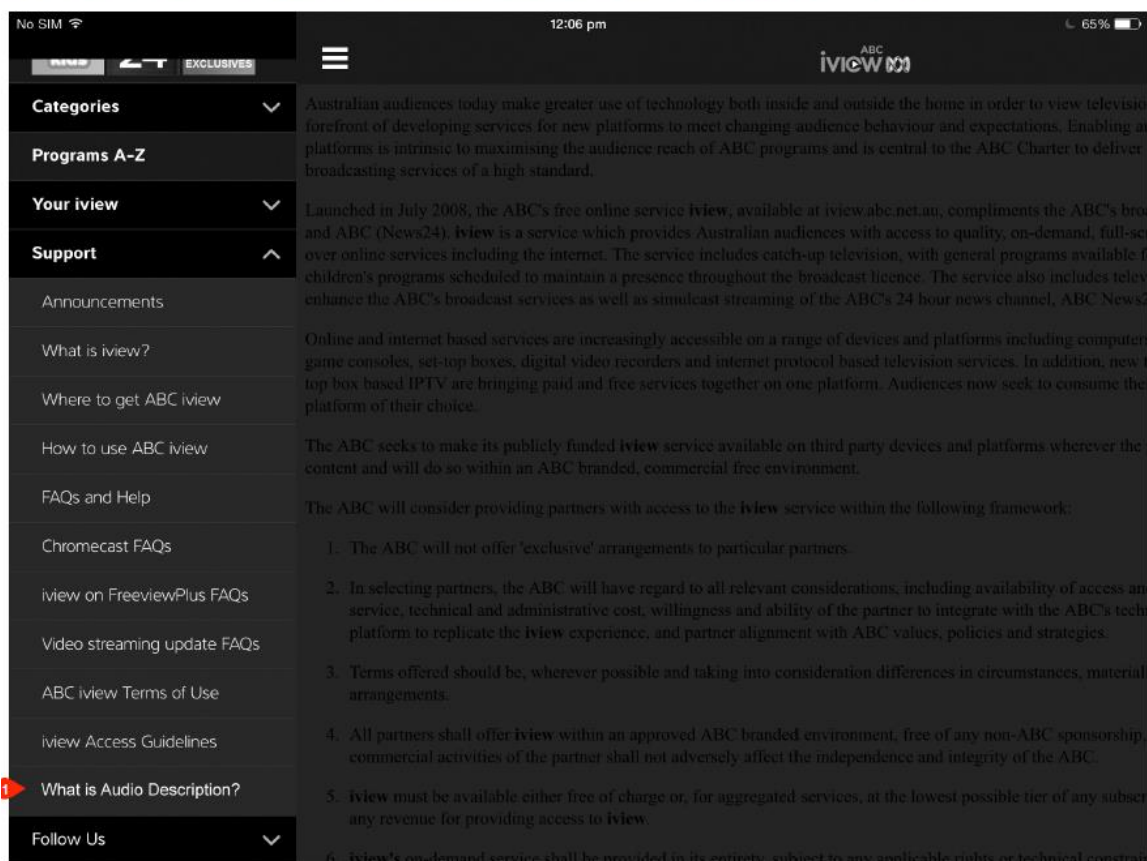 No SIM 12:06 pm 65%
kids 24 EXCLUSIVES
ABC
iview
Categories
Programs A-Z
Your iview
Support
Announcements
What is iview?
Where to get ABC iview
How to use ABC iview
FAQs and Help
Chromecast FAQs
iview on FreeviewPlus FAQs
Video streaming update FAQs
ABC iview Terms of Use
iview Access Guidelines
1 What is Audio Description?
Follow Us
Australian audiences today make greater use of technology both inside and outside the home in order to view televisio
forefront of developing services for new platforms to meet changing audience behaviour and expectations. Enabling a
platforms is intrinsic to maximising the audience reach of ABC programs and is central to the ABC Charter to deliver
broadcasting services of a high standard.
Launched in July 2008, the ABC's free online service iview, available at iview.abc.net.au, compliments the ABC's bro
and ABC (News24). iview is a service which provides Australian audiences with access to quality, on-demand, full-sc
over online services including the internet. The service includes catch-up television, with general programs available f
children's programs scheduled to maintain a presence throughout the broadcast licence. The service also includes telev
enhance the ABC's broadcast services as well as simulcast streaming of the ABC's 24 hour news channel, ABC News2
Online and internet based services are increasingly accessible on a range of devices and platforms including computers
game consoles, set-top boxes, digital video recorders and internet protocol based television services. In addition, new t
top box based IPTV are bringing paid and free services together on one platform. Audiences now seek to consume the
platform of their choice.
The ABC seeks to make its publicly funded iview service available on third party devices and platforms wherever the
content and will do so within an ABC branded, commercial free environment.
The ABC will consider providing partners with access to the iview service within the following framework:
1. The ABC will not offer 'exclusive' arrangements to particular partners.
2. In selecting partners, the ABC will have regard to all relevant considerations, including availability of access an
service, technical and administrative cost, willingness and ability of the partner to integrate with the ABC's tech
platform to replicate the iview experience, and partner alignment with ABC values, policies and strategies.
3. Terms offered should be, wherever possible and taking into consideration differences in circumstances, material
arrangements.
4. All partners shall offer iview within an approved ABC branded environment, free of any non-ABC sponsorship,
commercial activities of the partner shall not adversely affect the independence and integrity of the ABC.
5. iview must be available either free of charge or, for aggregated services, at the lowest possible tier of any subscr
any revenue for providing access to iview.
6. iview's on-demand service shall be provided in its entirety, subject to any applicable rights or technical